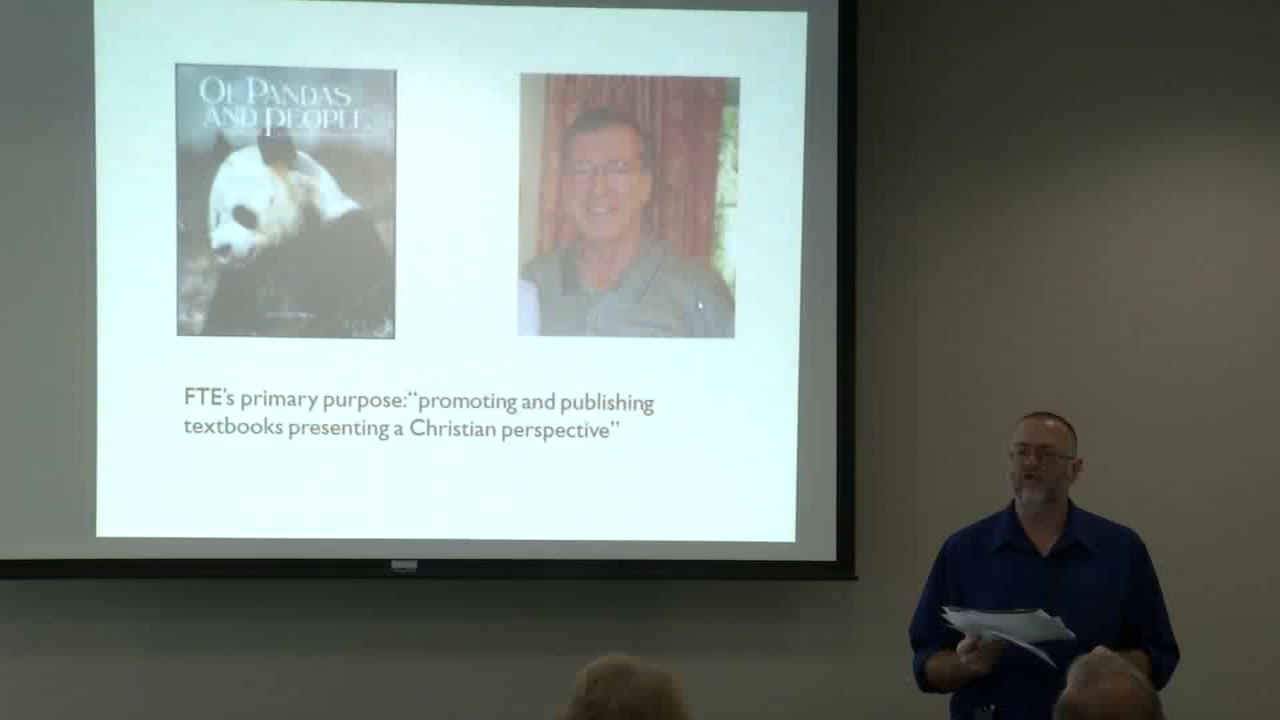 OF PANDAS
AND PEOPLE
FTE's primary purpose:“promoting and publishing
textbooks presenting a Christian perspective”